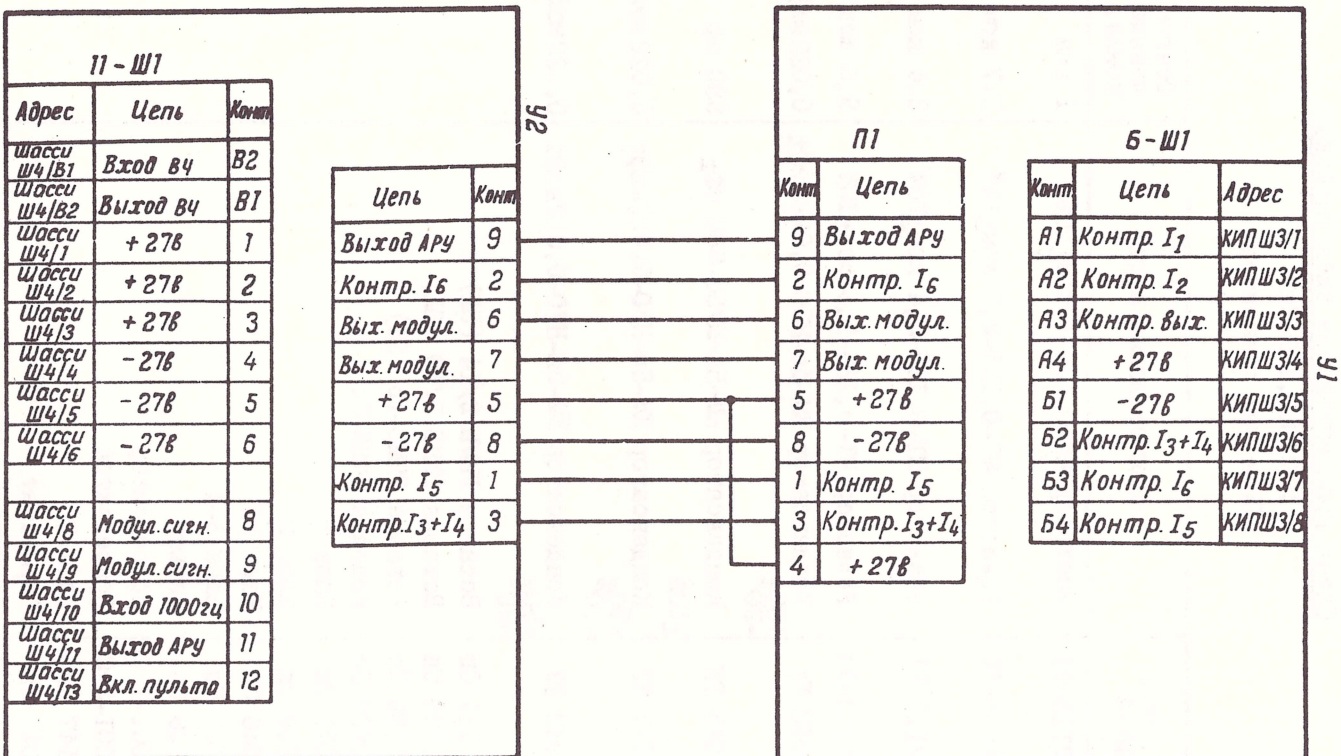 11-Ш1
Адрес Цепь Конт
Шасси Ш4/В1 Вход ВЧ В2
Шасси Ш4/В2 Выход ВЧ В1
Шасси Ш4/1 +27в 1
Шасси Ш4/2 +27в 2
Шасси Ш4/3 +27в 3
Шасси Ш4/4 -27в 4
Шасси Ш4/5 -27в 5
Шасси Ш4/6 -27в 6
Шасси Ш4/8 Модул.сигн. 8
Шасси Ш4/9 Модул.сигн. 9
Шасси Ш4/10 Вход 1000гц 10
Шасси Ш4/11 Выход АРУ 11
Шасси Ш4/13 Вкл. пульта 12
Цепь Конт
Выход АРУ 9
Контр. I6 2
Вых. модул. 6
Вых. модул. 7
+27в 5
-27в 8
Контр. I5 1
Контр.I3+I4 3
У2
П1
Конт Цепь
9 Выход АРУ
2 Контр. I6
6 Вых. модул.
7 Вых. модул.
5 +27в
8 -27в
1 Контр. I5
3 Контр.I3+I4
4 +27в
Б-Ш1
Конт Цепь Адрес
А1 Контр. I1 КИП Ш3/1
А2 Контр. I2 КИП Ш3/2
А3 Контр. вых. КИП Ш3/3
А4 +27в КИП Ш3/4
Б1 -27в КИП Ш3/5
Б2 Контр.I3+I4 КИП Ш3/6
Б3 Контр. I6 КИП Ш3/7
Б4 Контр. I5 КИП Ш3/8
У1